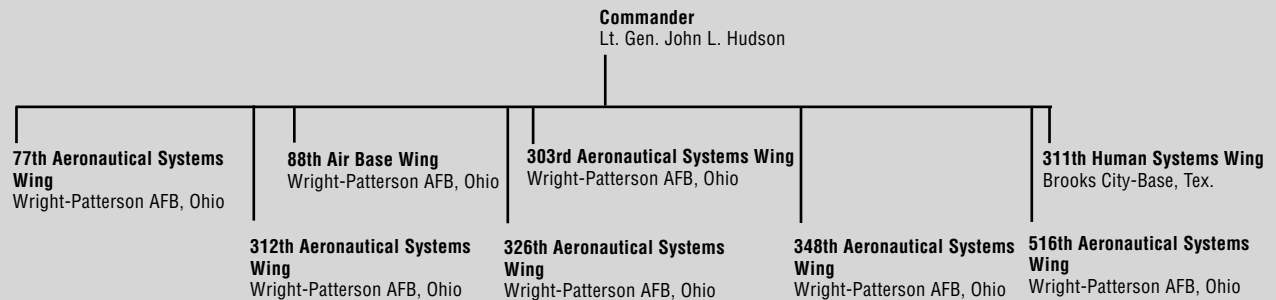 Commander
Lt. Gen. John L. Hudson
77th Aeronautical Systems
Wing
Wright-Patterson AFB, Ohio
88th Air Base Wing
Wright-Patterson AFB, Ohio
303rd Aeronautical Systems Wing
Wright-Patterson AFB, Ohio
311th Human Systems Wing
Brooks City-Base, Tex.
312th Aeronautical Systems
Wing
Wright-Patterson AFB, Ohio
326th Aeronautical Systems
Wing
Wright-Patterson AFB, Ohio
348th Aeronautical Systems
Wing
Wright-Patterson AFB, Ohio
516th Aeronautical Systems
Wing
Wright-Patterson AFB, Ohio